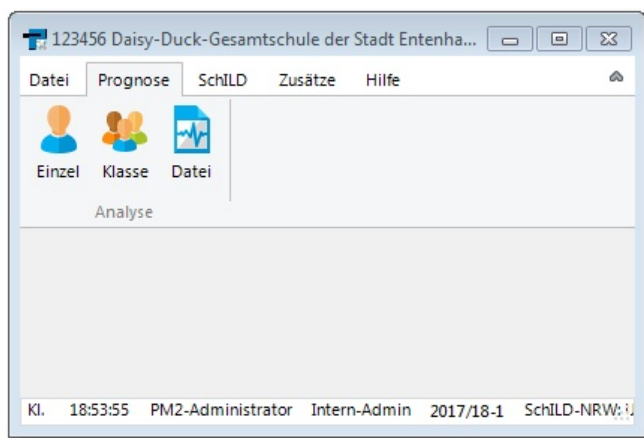 123456 Daisy-Duck-Gesamtschule der Stadt Entenha...
Datei Prognose SchILD Zusätze Hilfe
Einzel Klasse Datei
Analyse
Kl. 18:53:55 PM2-Administrator Intern-Admin 2017/18-1 SchILD-NRW: